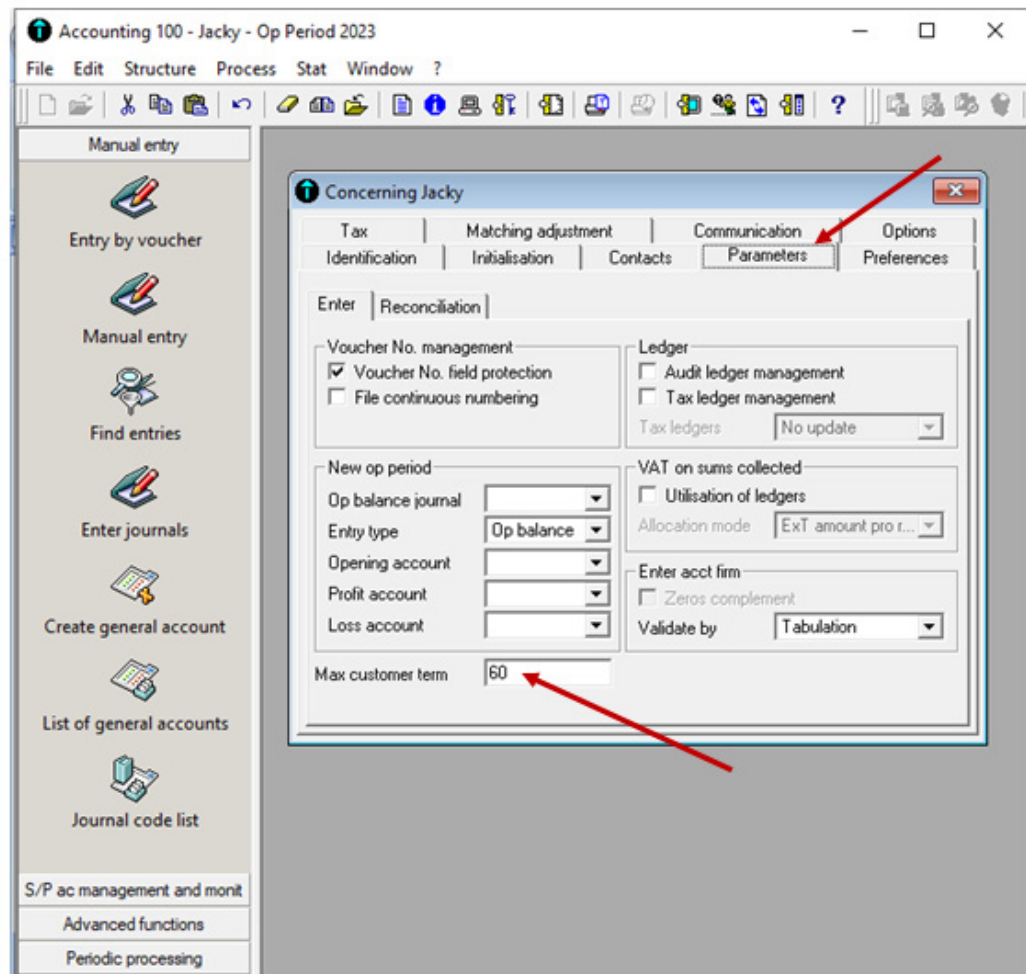 Accounting 100 - Jacky - Op Period 2023
File Edit Structure Process Stat Window ?
Manual entry
Entry by voucher
Manual entry
Find entries
Enter journals
Create general account
List of general accounts
Journal code list
S/P ac management and monit
Advanced functions
Periodic processing
Concerning Jacky
Tax Matching adjustment Communication Options
Identification Initialisation Contacts Parameters Preferences
Enter Reconciliation
Voucher No. management
Voucher No. field protection
File continuous numbering
Ledger
Audit ledger management
Tax ledger management
Tax ledgers No update
New op period
Op balance journal
Entry type Op balance
Opening account
Profit account
Loss account
VAT on sums collected
Utilisation of ledgers
Allocation mode ExT amount pro r...
Enter acct firm
Zeros complement
Validate by Tabulation
Max customer term 60